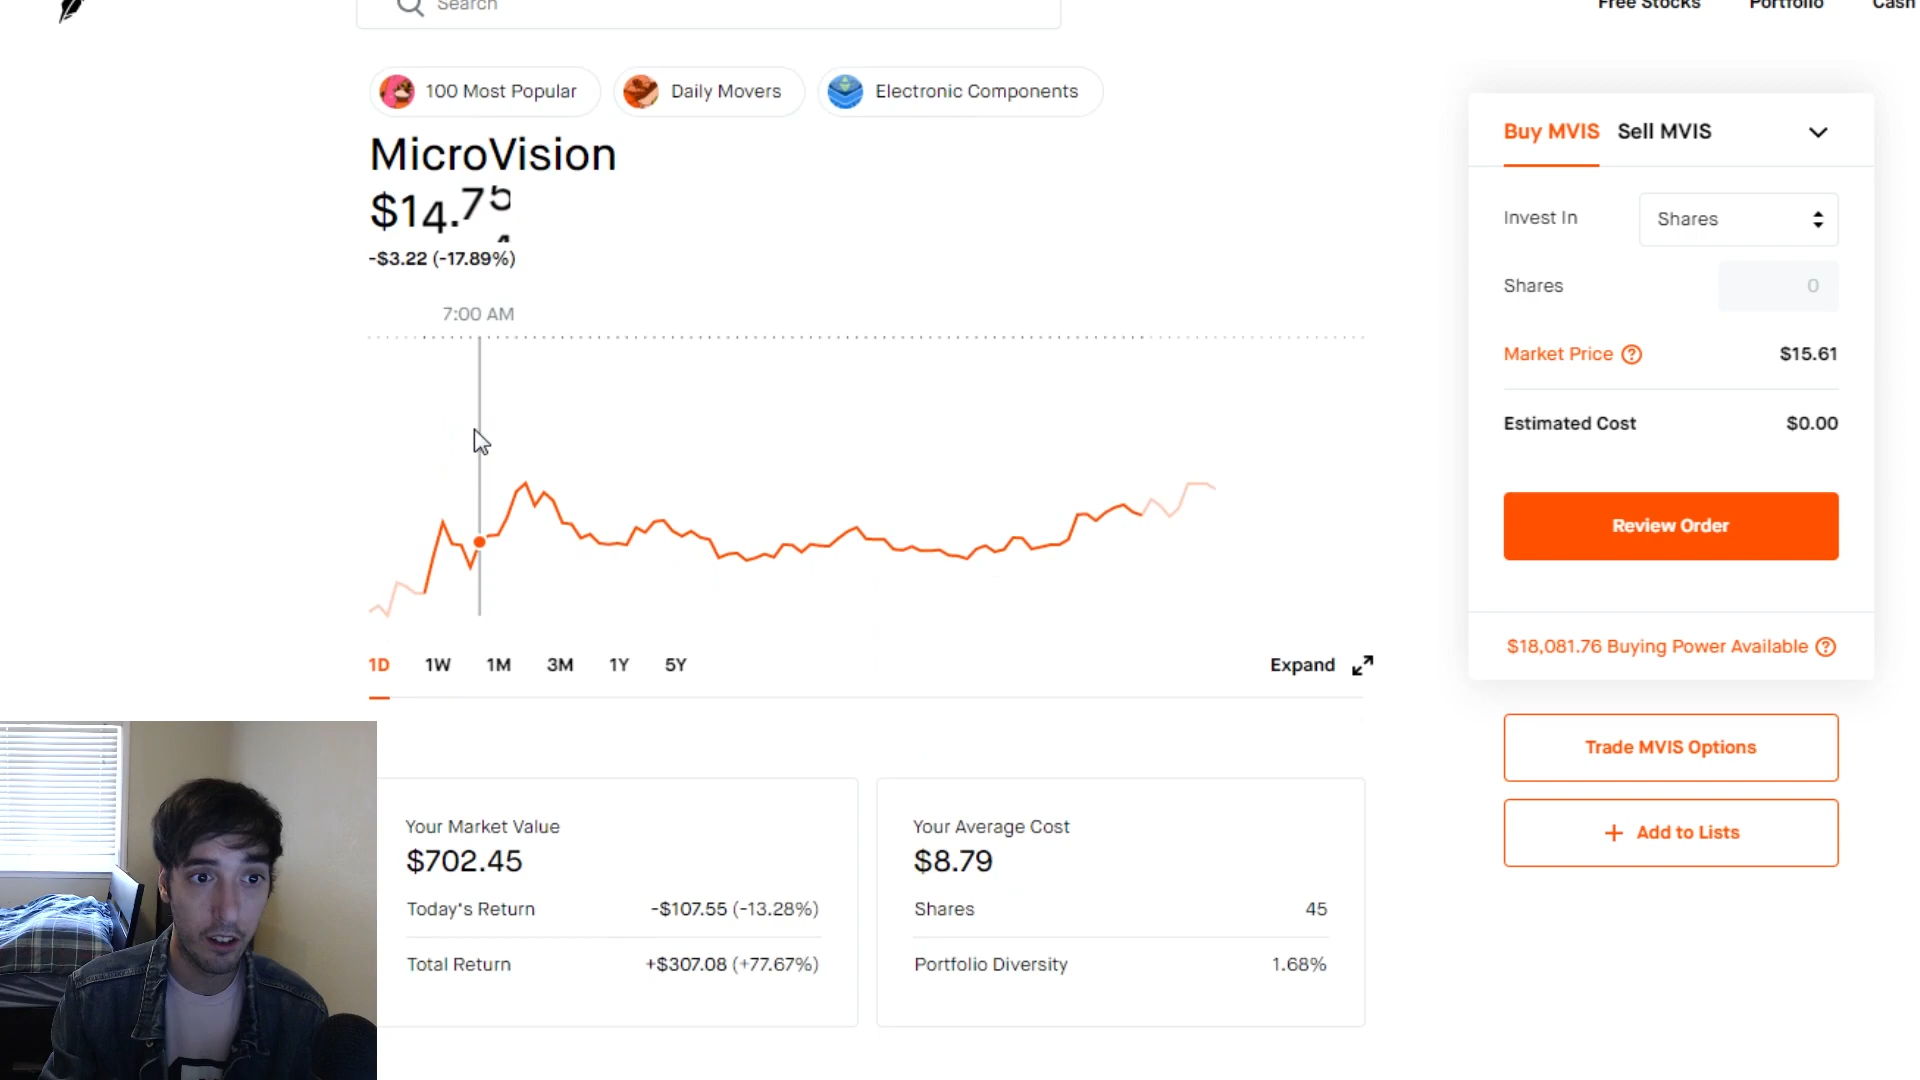 Search
Free Stocks
Portfolio
Cash
100 Most Popular
Daily Movers
Electronic Components
MicroVision
$14.75
-$3.22 (-17.89%)
7:00 AM
1D
1W
1M
3M
1Y
5Y
Expand
Buy MVIS
Sell MVIS
Invest In
Shares
Shares
0
Market Price
$15.61
Estimated Cost
$0.00
Review Order
$18,081.76 Buying Power Available
Trade MVIS Options
+ Add to Lists
Your Market Value
$702.45
Today's Return
-$107.55 (-13.28%)
Total Return
+$307.08 (+77.67%)
Your Average Cost
$8.79
Shares
45
Portfolio Diversity
1.68%